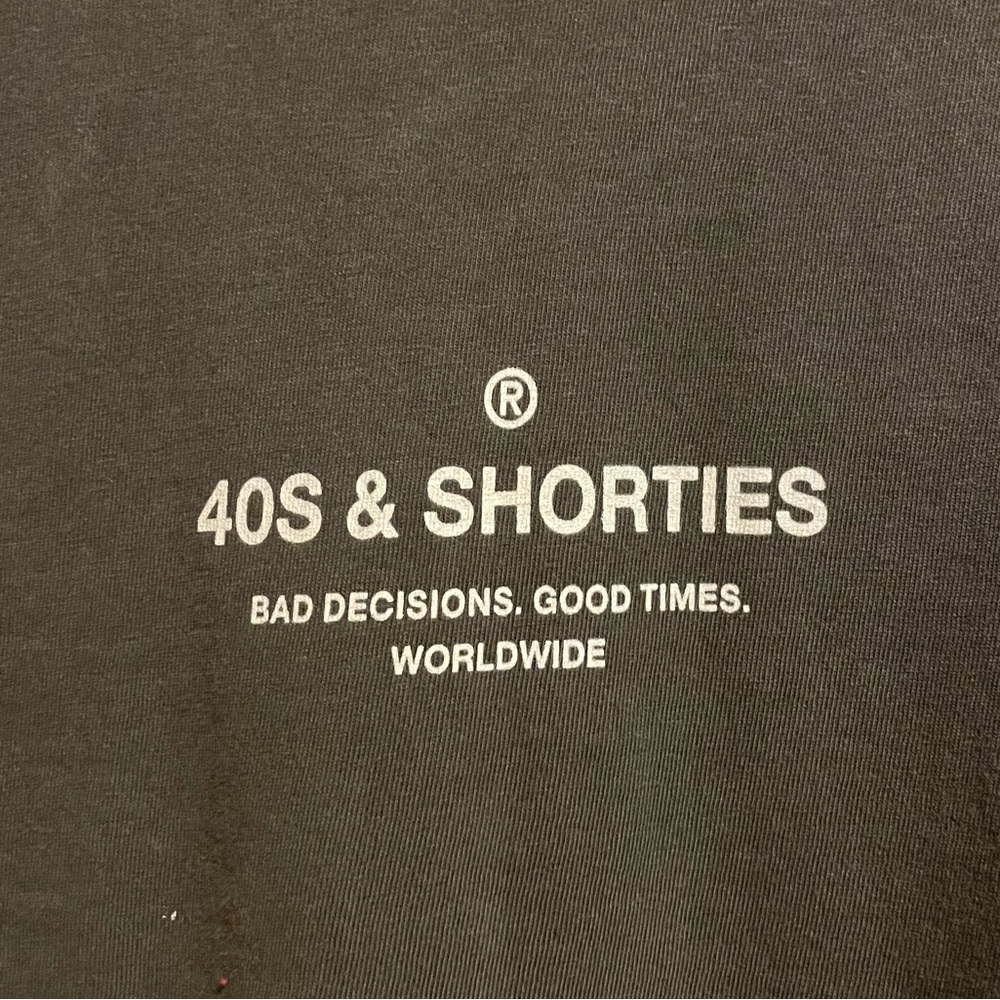 ®
40S & SHORTIES
BAD DECISIONS. GOOD TIMES.
WORLDWIDE